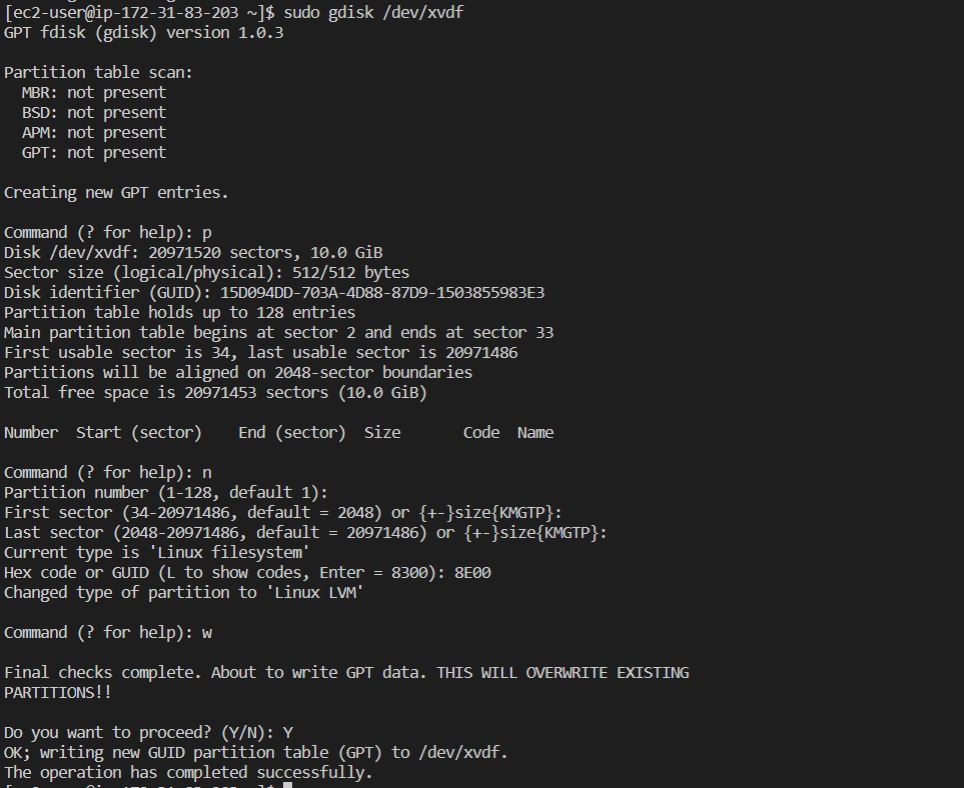 [ec2-user@ip-172-31-83-203 ~]$ sudo gdisk /dev/xvdf
GPT fdisk (gdisk) version 1.0.3
Partition table scan:
MBR: not present
BSD: not present
APM: not present
GPT: not present
Creating new GPT entries.
Command (? for help): p
Disk /dev/xvdf: 20971520 sectors, 10.0 GiB
Sector size (logical/physical): 512/512 bytes
Disk identifier (GUID): 15D094DD-703A-4D88-87D9-1503855983E3
Partition table holds up to 128 entries
Main partition table begins at sector 2 and ends at sector 33
First usable sector is 34, last usable sector is 20971486
Partitions will be aligned on 2048-sector boundaries
Total free space is 20971453 sectors (10.0 GiB)
Number Start (sector) End (sector) Size Code Name
Command (? for help): n
Partition number (1-128, default 1):
First sector (34-20971486, default = 2048) or {+-}size{KMGTP}:
Last sector (2048-20971486, default = 20971486) or {+-}size{KMGTP}:
Current type is 'Linux filesystem'
Hex code or GUID (L to show codes, Enter = 8300): 8E00
Changed type of partition to 'Linux LVM'
Command (? for help): w
Final checks complete. About to write GPT data. THIS WILL OVERWRITE EXISTING
PARTITIONS!!
Do you want to proceed? (Y/N): Y
OK; writing new GUID partition table (GPT) to /dev/xvdf.
The operation has completed successfully.